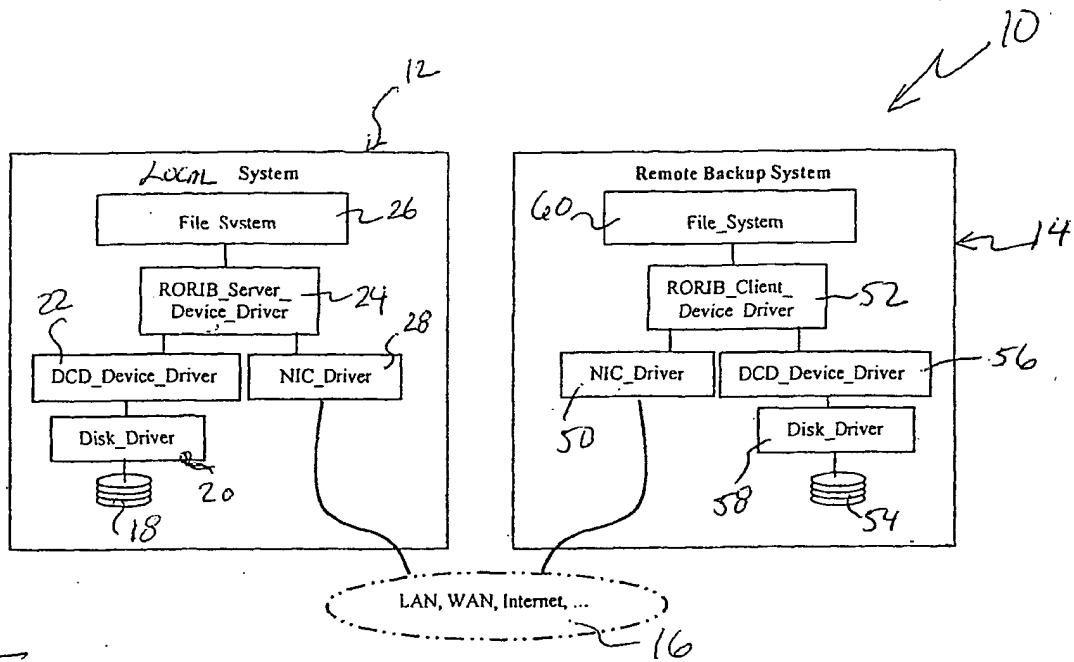 10
12
LOCAL System
File System
26
RORIB_Server_
Device_Driver
24
22
28
DCD_Device_Driver
NIC_Driver
Disk_Driver
20
18
Remote Backup System
14
60
File_System
RORIB_Client_
Device Driver
52
NIC_Driver
DCD_Device_Driver
56
50
Disk_Driver
58
54
LAN, WAN, Internet, ...
16